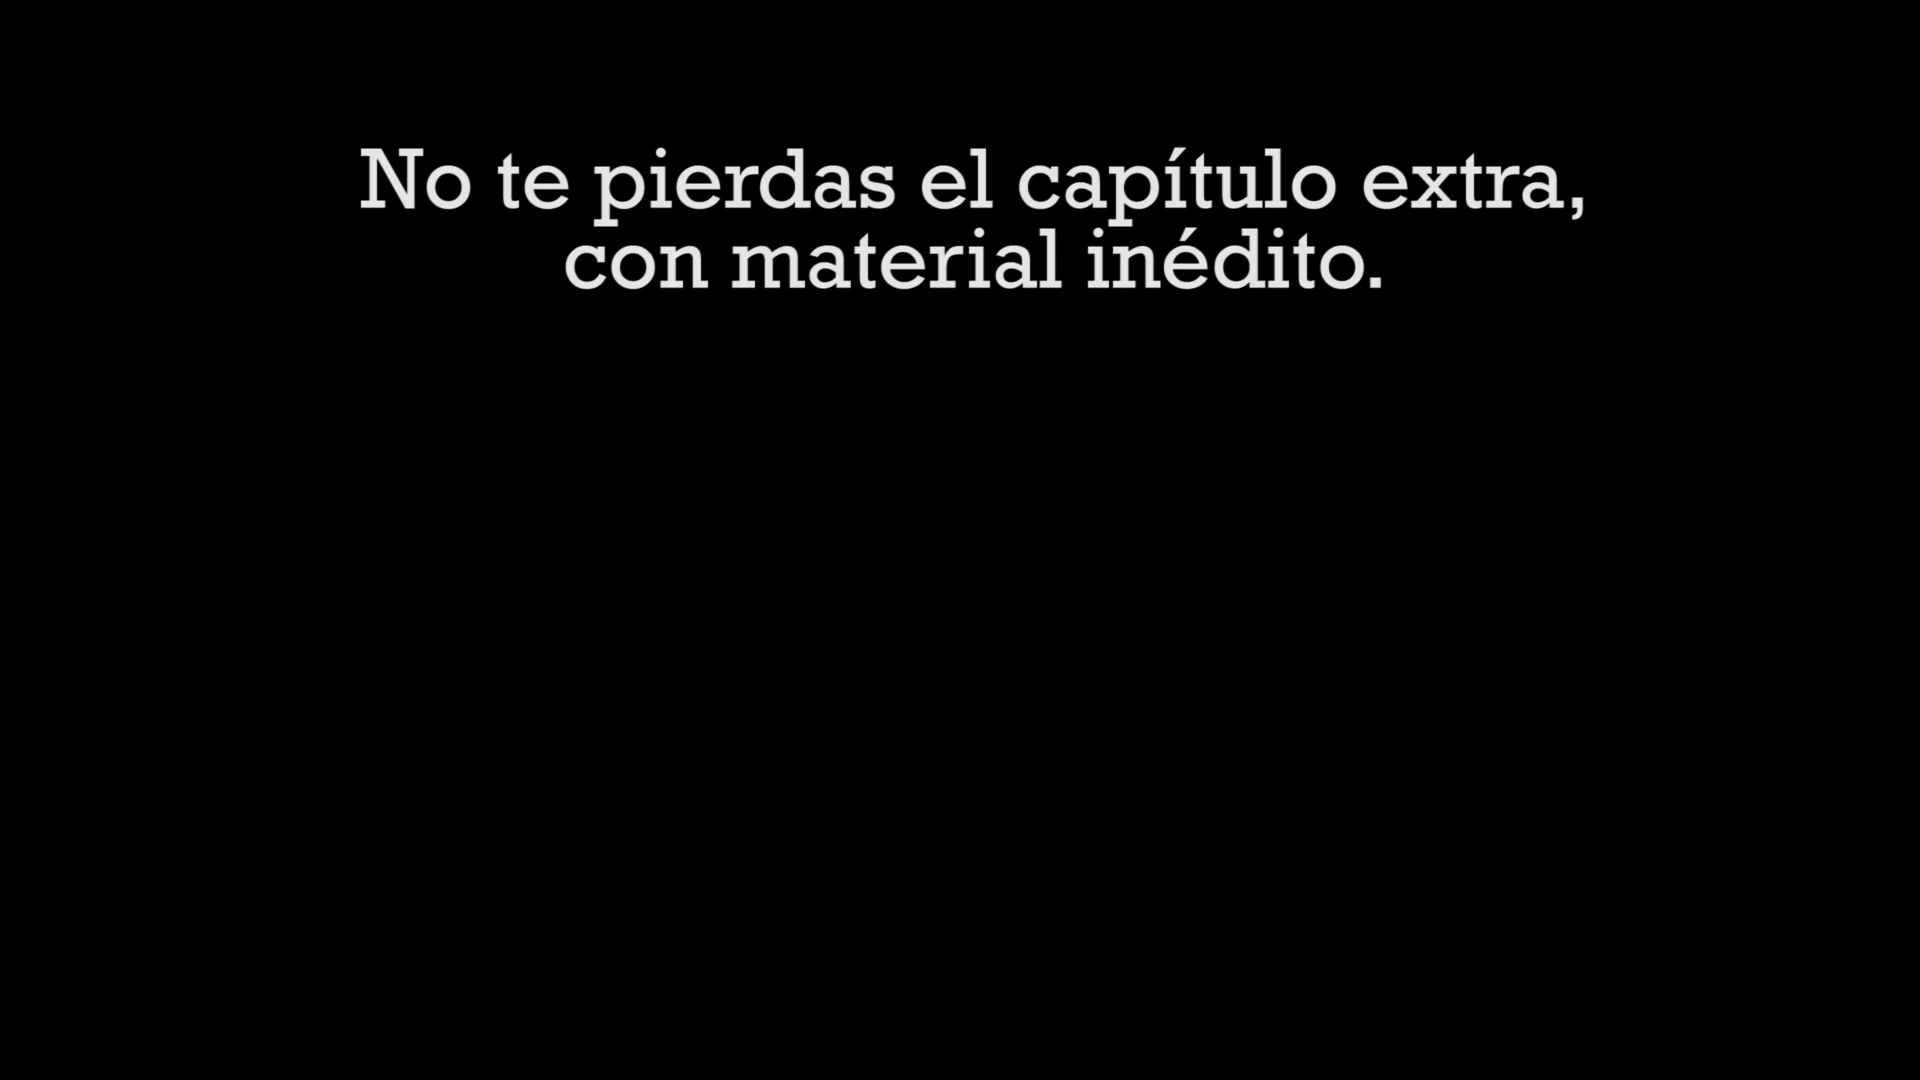 No te pierdas el capítulo extra,
con material inédito.